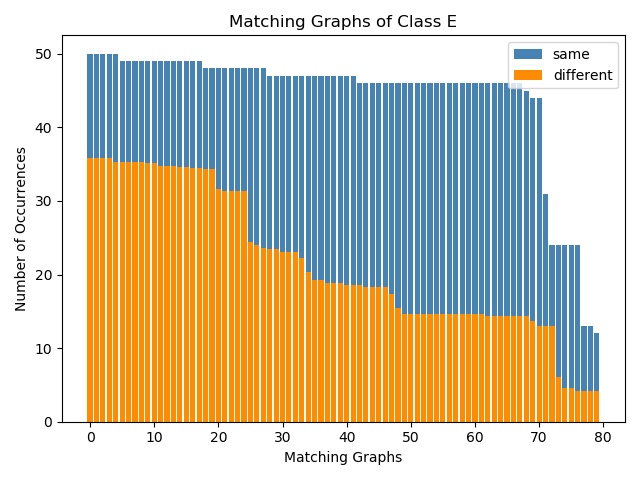 Matching Graphs of Class E
same
different
Number of Occurrences
50
40
30
20
10
0
0 10 20 30 40 50 60 70 80
Matching Graphs